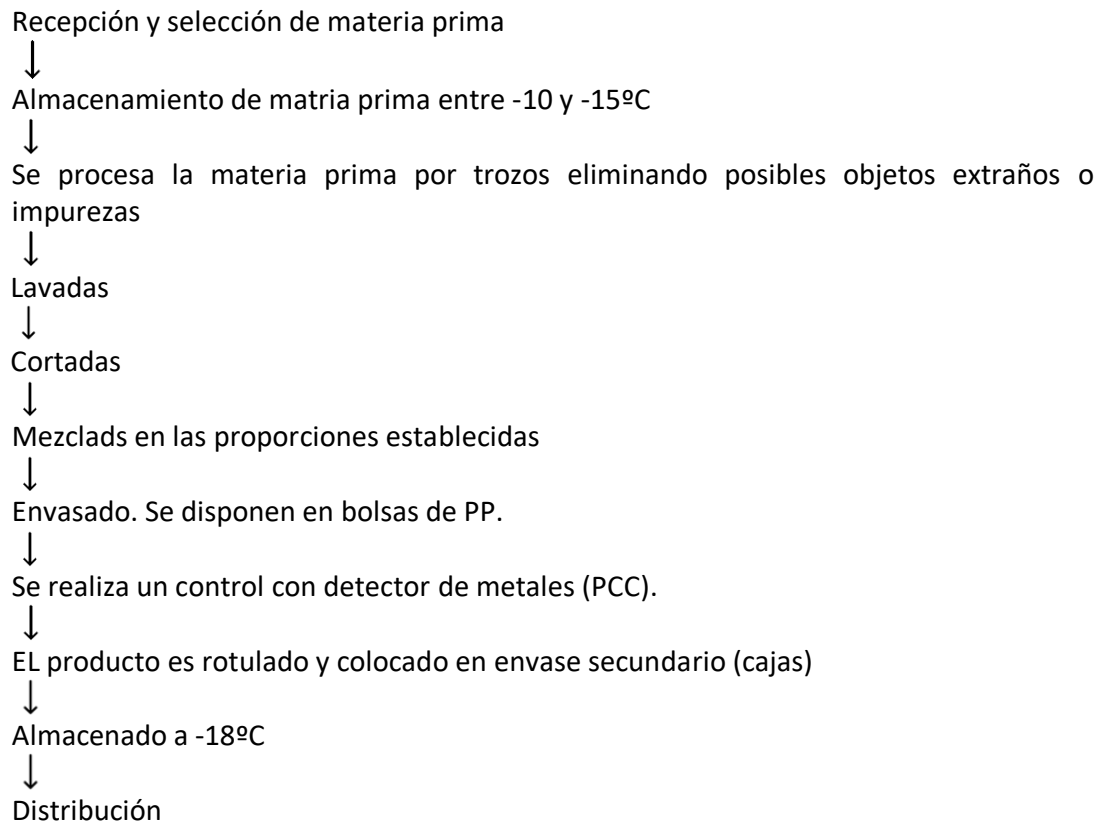 Recepción y selección de materia prima
↓
Almacenamiento de matria prima entre -10 y -15ºC
↓
Se procesa la materia prima por trozos eliminando posibles objetos extraños o
impurezas
↓
Lavadas
↓
Cortadas
↓
Mezclads en las proporciones establecidas
↓
Envasado. Se disponen en bolsas de PP.
↓
Se realiza un control con detector de metales (PCC).
↓
EL producto es rotulado y colocado en envase secundario (cajas)
↓
Almacenado a -18ºC
↓
Distribución